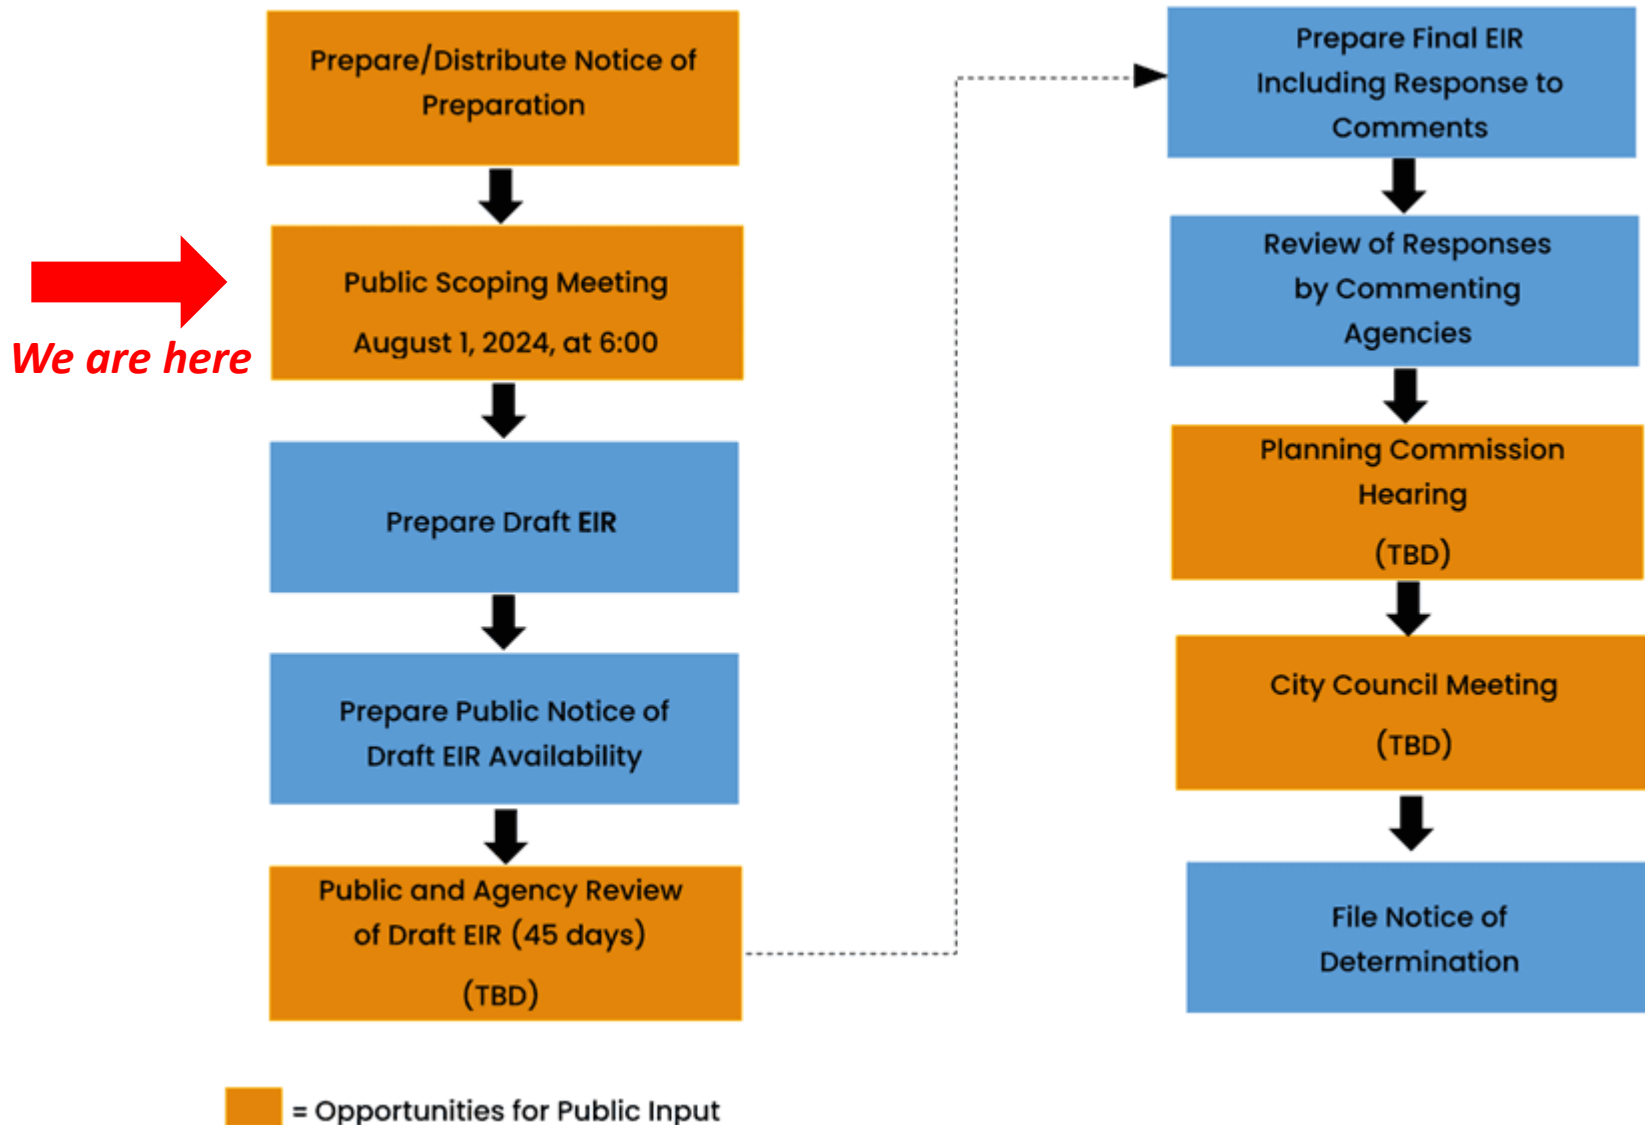 Prepare/Distribute Notice of
Preparation
Public Scoping Meeting
August 1, 2024, at 6:00
We are here
Prepare Draft EIR
Prepare Public Notice of
Draft EIR Availability
Public and Agency Review
of Draft EIR (45 days)
(TBD)
Prepare Final EIR
Including Response to
Comments
Review of Responses
by Commenting
Agencies
Planning Commission
Hearing
(TBD)
City Council Meeting
(TBD)
File Notice of
Determination
= Opportunities for Public Input